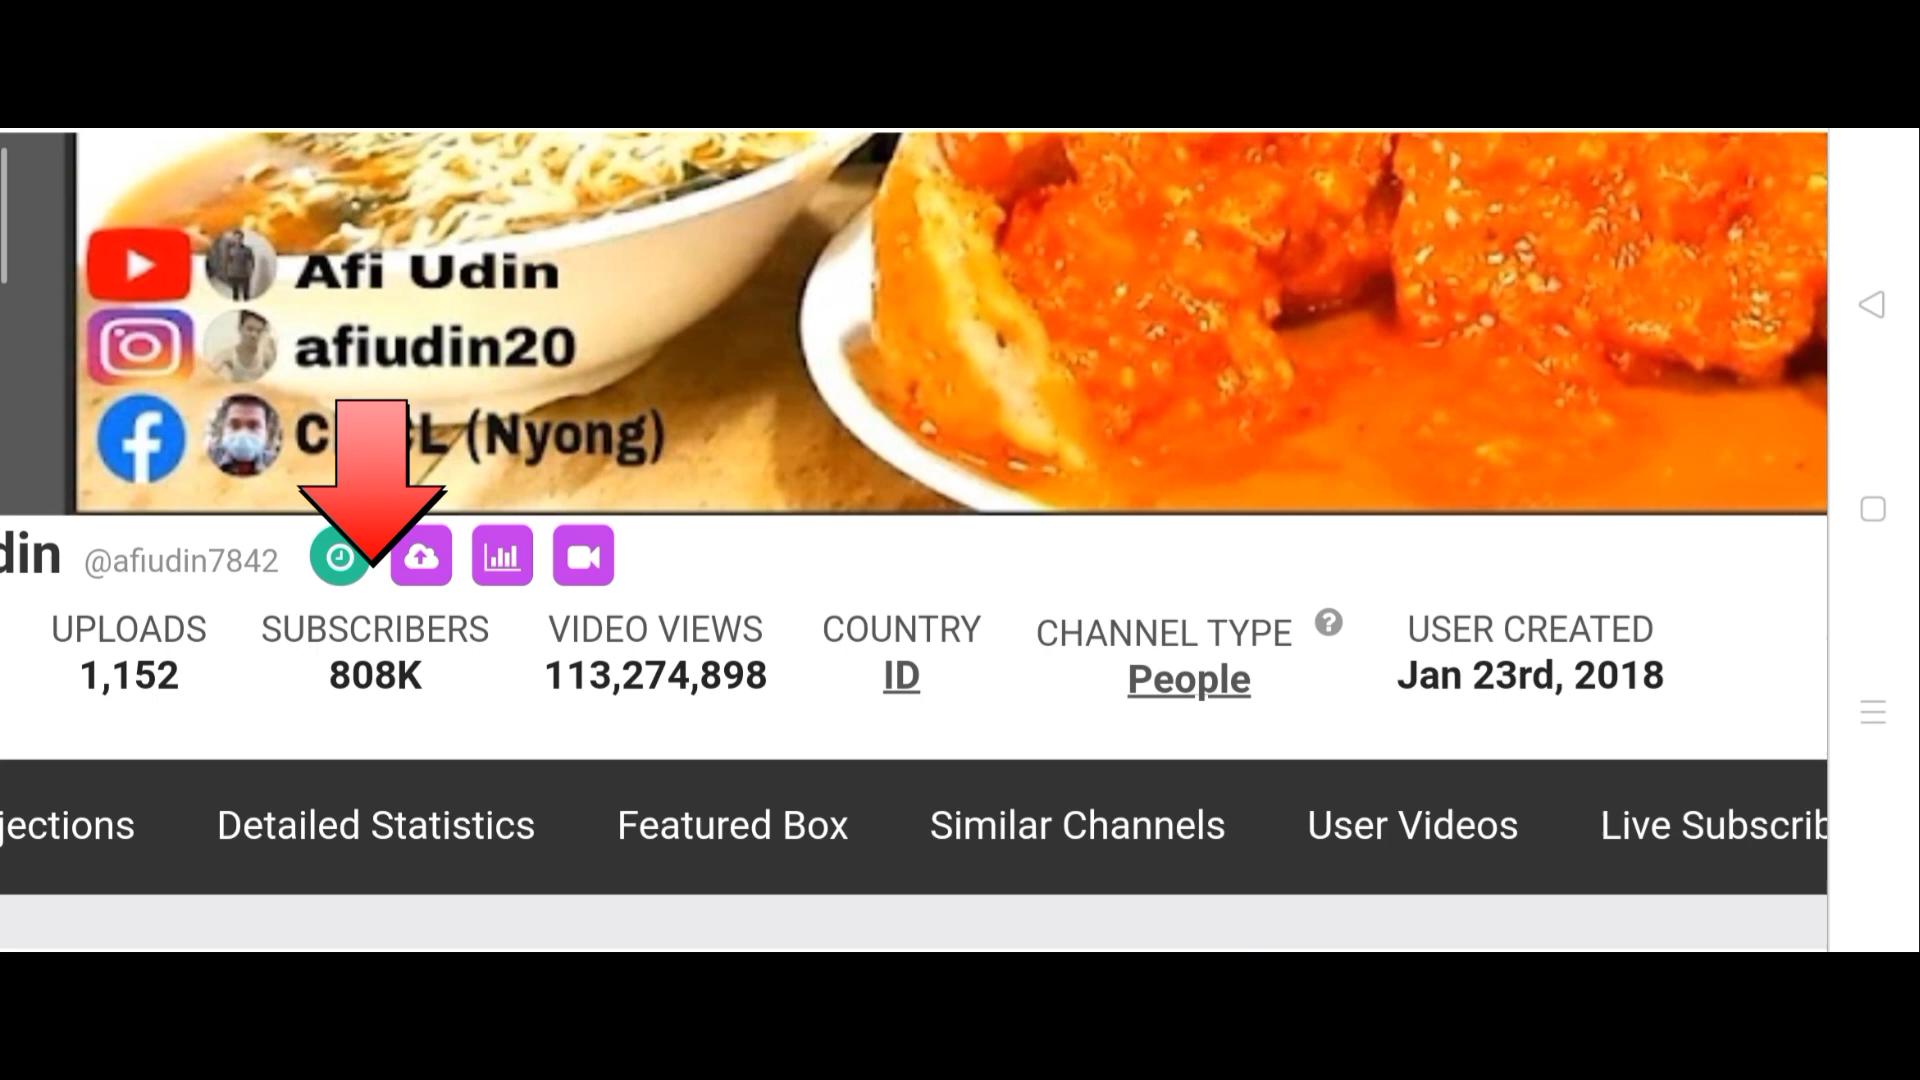 Afi Udin
afiudin20
(Nyong)
din @afiudin7842
UPLOADS SUBSCRIBERS VIDEO VIEWS COUNTRY CHANNEL TYPE ? USER CREATED
1,152 808K 113,274,898 ID People Jan 23rd, 2018
jections Detailed Statistics Featured Box Similar Channels User Videos Live Subscrib